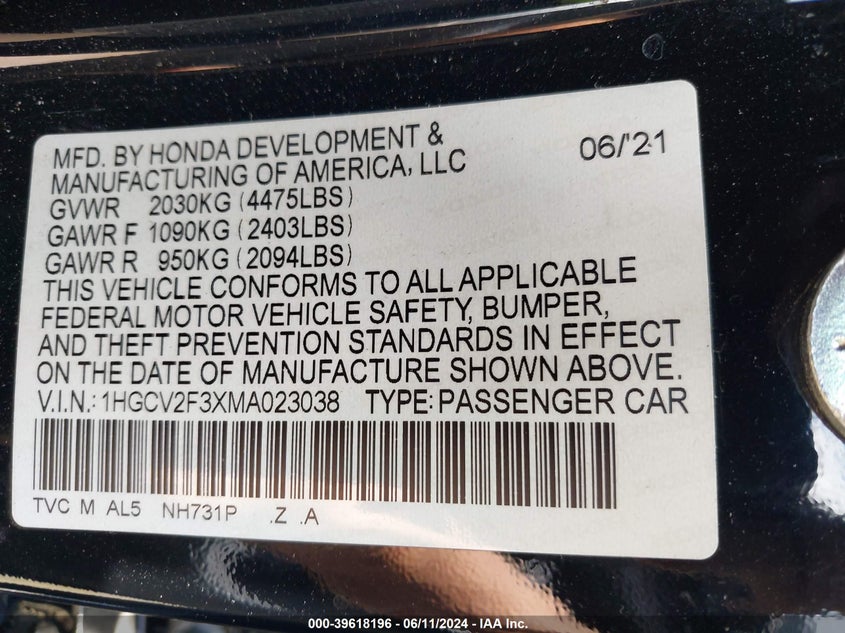 MFD. BY HONDA DEVELOPMENT & 06/'21
MANUFACTURING OF AMERICA, LLC
GVWR 2030KG (4475LBS)
GAWR F 1090KG (2403LBS)
GAWR R 950KG (2094LBS)
THIS VEHICLE CONFORMS TO ALL APPLICABLE
FEDERAL MOTOR VEHICLE SAFETY, BUMPER,
AND THEFT PREVENTION STANDARDS IN EFFECT
ON THE DATE OF MANUFACTURE SHOWN ABOVE.
V.I.N.: 1HGCV2F3XMA023038 TYPE: PASSENGER CAR
TVC M AL5 NH731P .Z .A
000-39618196 - 06/11/2024 - IAA Inc.